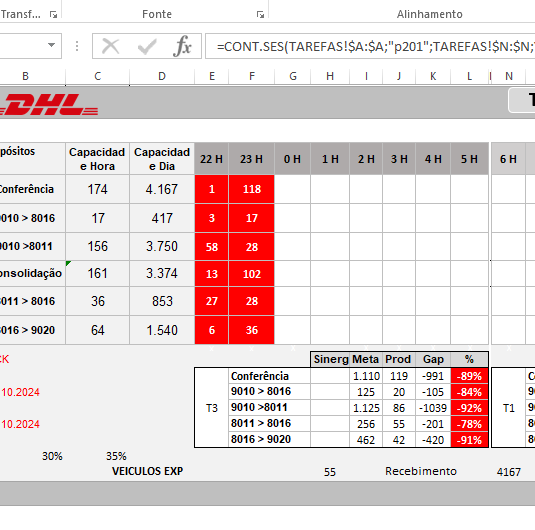 Transf...
Fonte
Alinhamento
fx
=CONT.SES(TAREFAS!$A:$A;"p201";TAREFAS!$N:$N;
B C D E F G H I J K L N
DHL
pósitos Capacidad e Hora Capacidad e Dia 22 H 23 H 0 H 1 H 2 H 3 H 4 H 5 H 6 H
Conferência 174 4.167 1 118
9010 > 8016 17 417 3 17
9010 >8011 156 3.750 58 28
onsolidação 161 3.374 13 102
8011 > 8016 36 853 27 28
8016 > 9020 64 1.540 6 36
CK
Sinerg Meta Prod Gap %
Conferência 1.110 119 -991 -89%
10.2024 9010 > 8016 125 20 -105 -84%
T3 9010 >8011 1.125 86 -1039 -92% T1
10.2024 8011 > 8016 256 55 -201 -78%
8016 > 9020 462 42 -420 -91%
30% 35%
VEICULOS EXP 55 Recebimento 4167